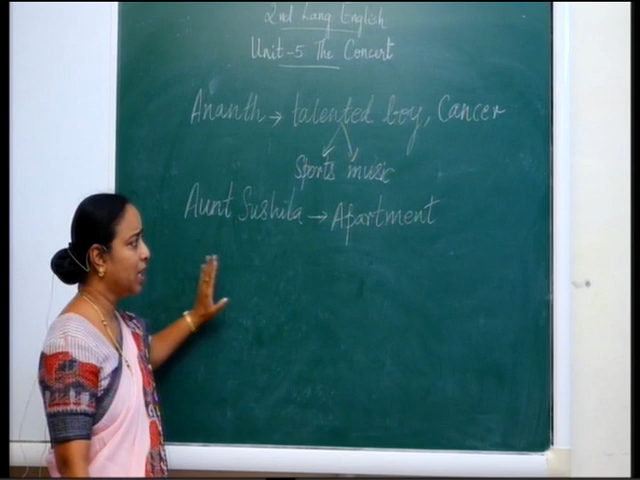 2nd Lang English
Unit-5 The Concert
Ananth → talented boy, Cancer
Sports music
Aunt Sushila → Apartment